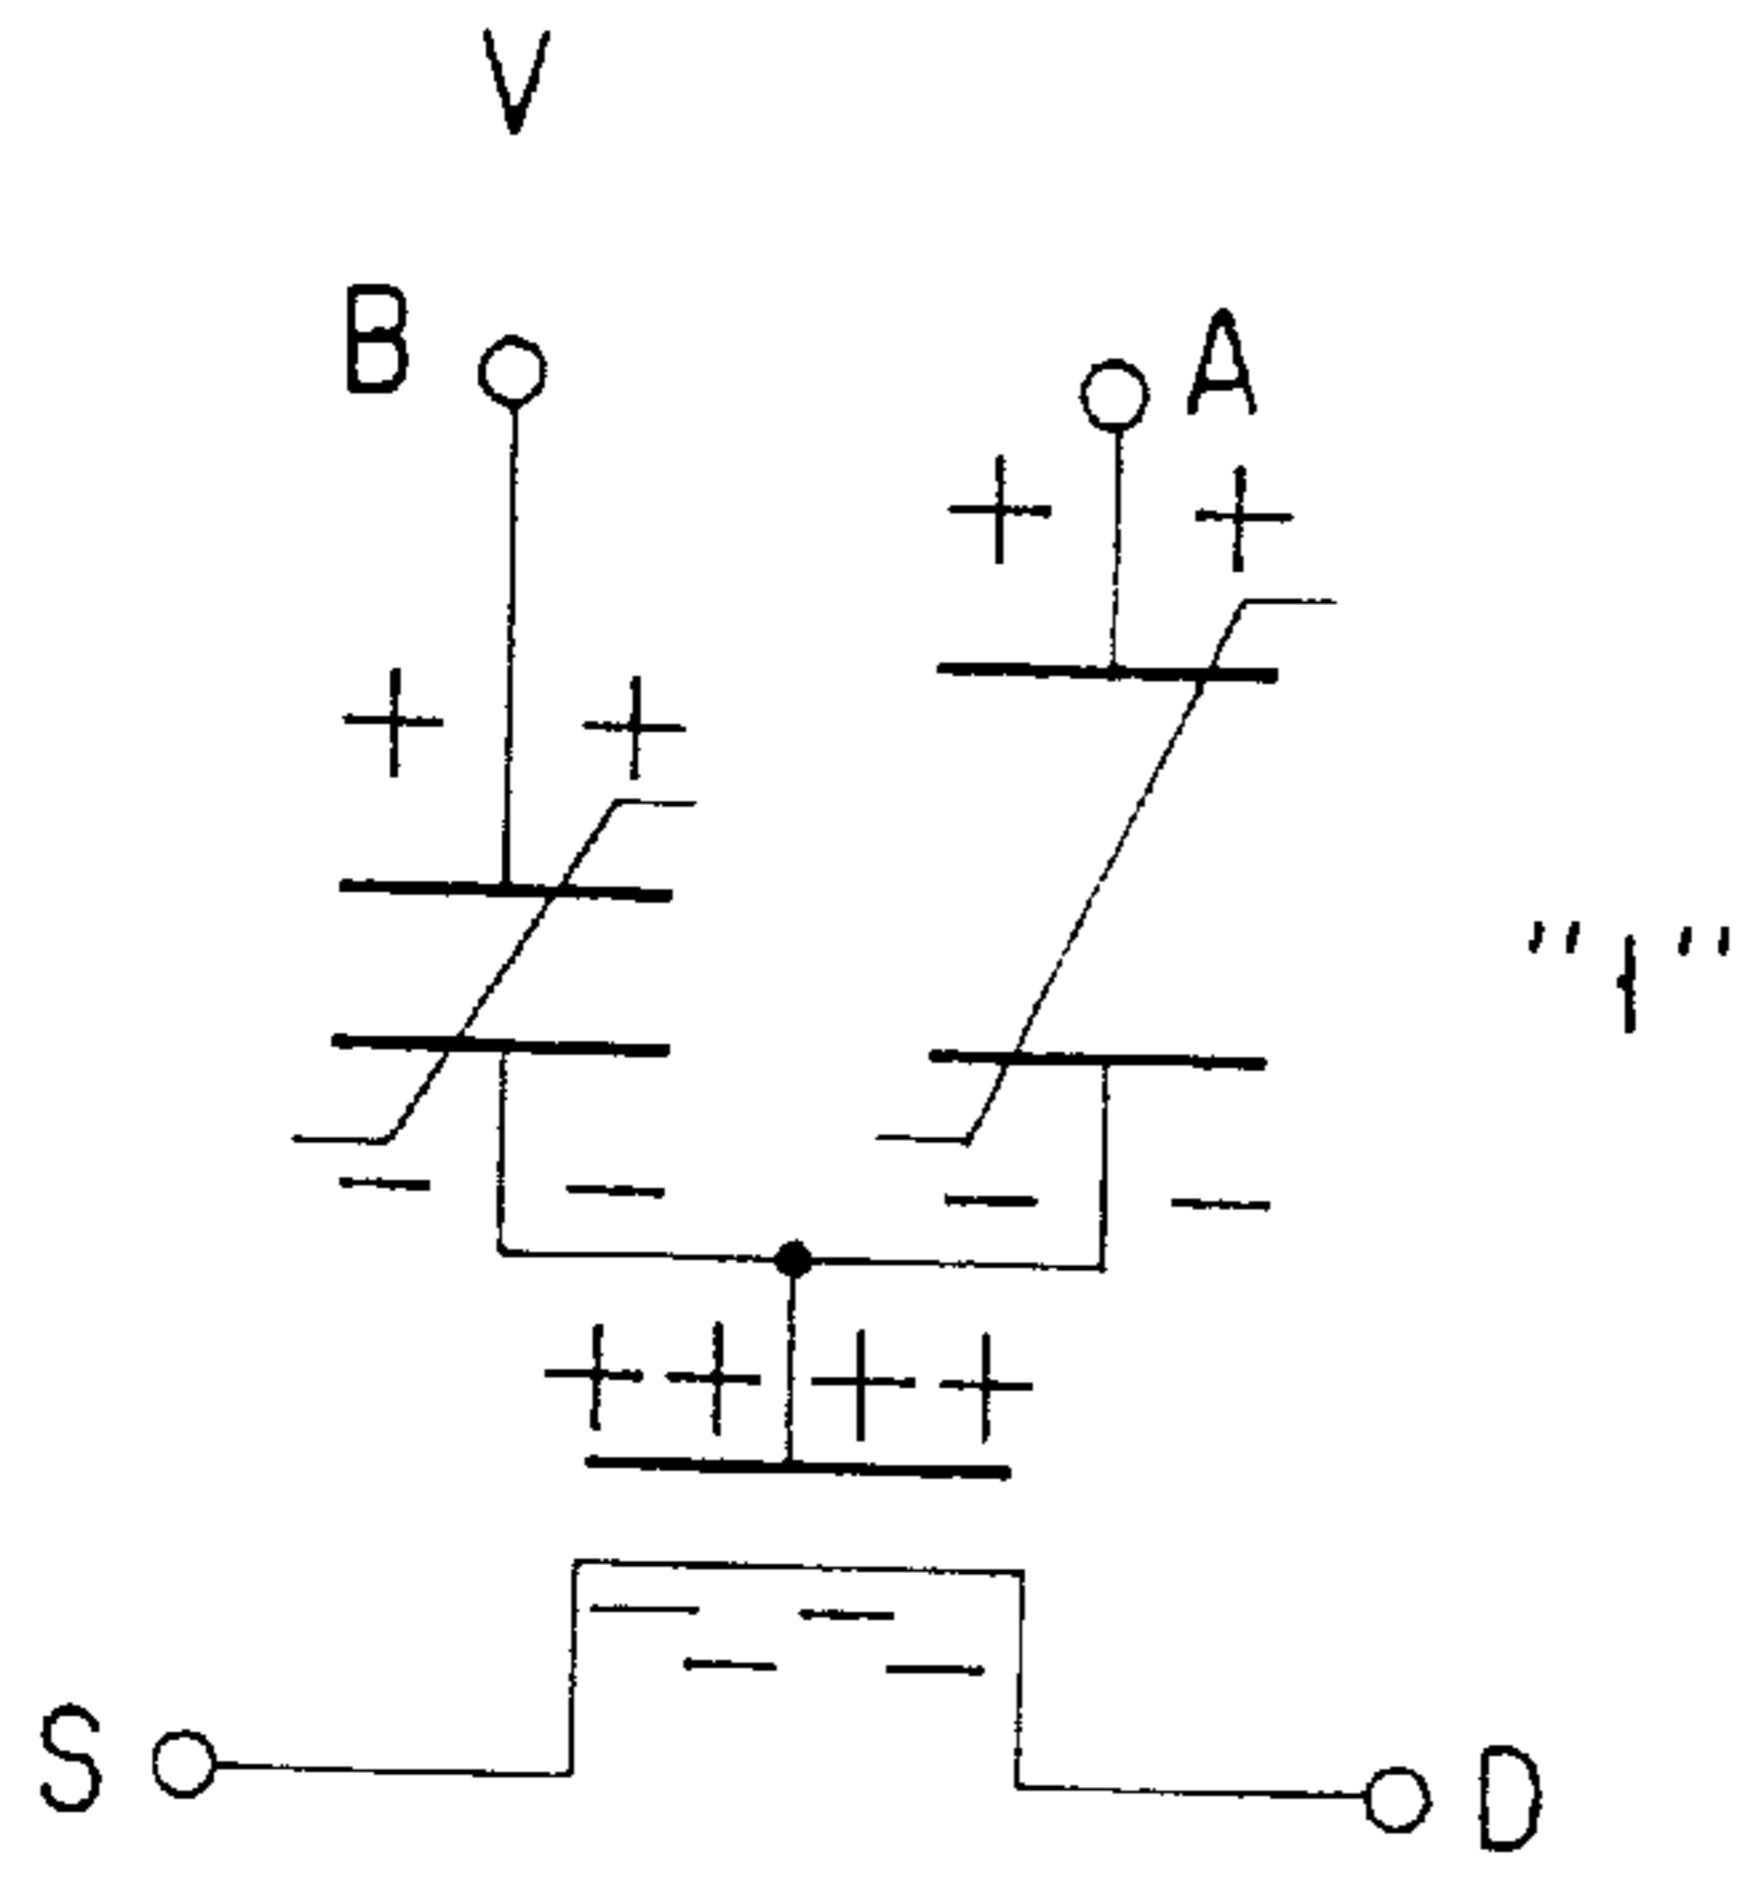 V
B
A
+ +
+ +
"1"
- - - -
+ + + +
- -
- -
S
D